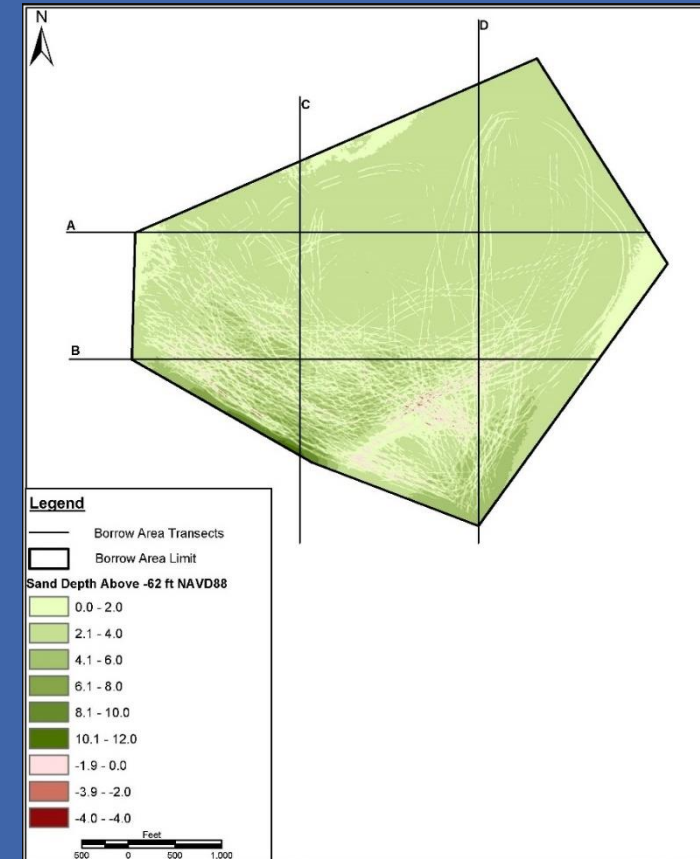 N
D
C
A
B
Legend
Borrow Area Transects
Borrow Area Limit
Sand Depth Above -62 ft NAVD88
0.0 - 2.0
2.1 - 4.0
4.1 - 6.0
6.1 - 8.0
8.1 - 10.0
10.1 - 12.0
-1.9 - 0.0
-3.9 - -2.0
-4.0 - -4.0
Feet
500 0 500 1,000